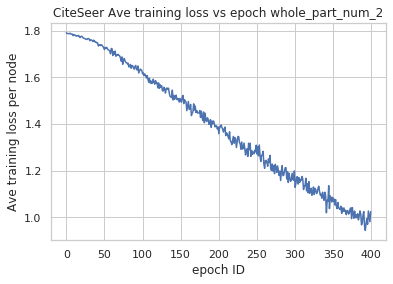 CiteSeer Ave training loss vs epoch whole_part_num_2
Ave training loss per node
1.8
1.6
1.4
1.2
1.0
0 50 100 150 200 250 300 350 400
epoch ID